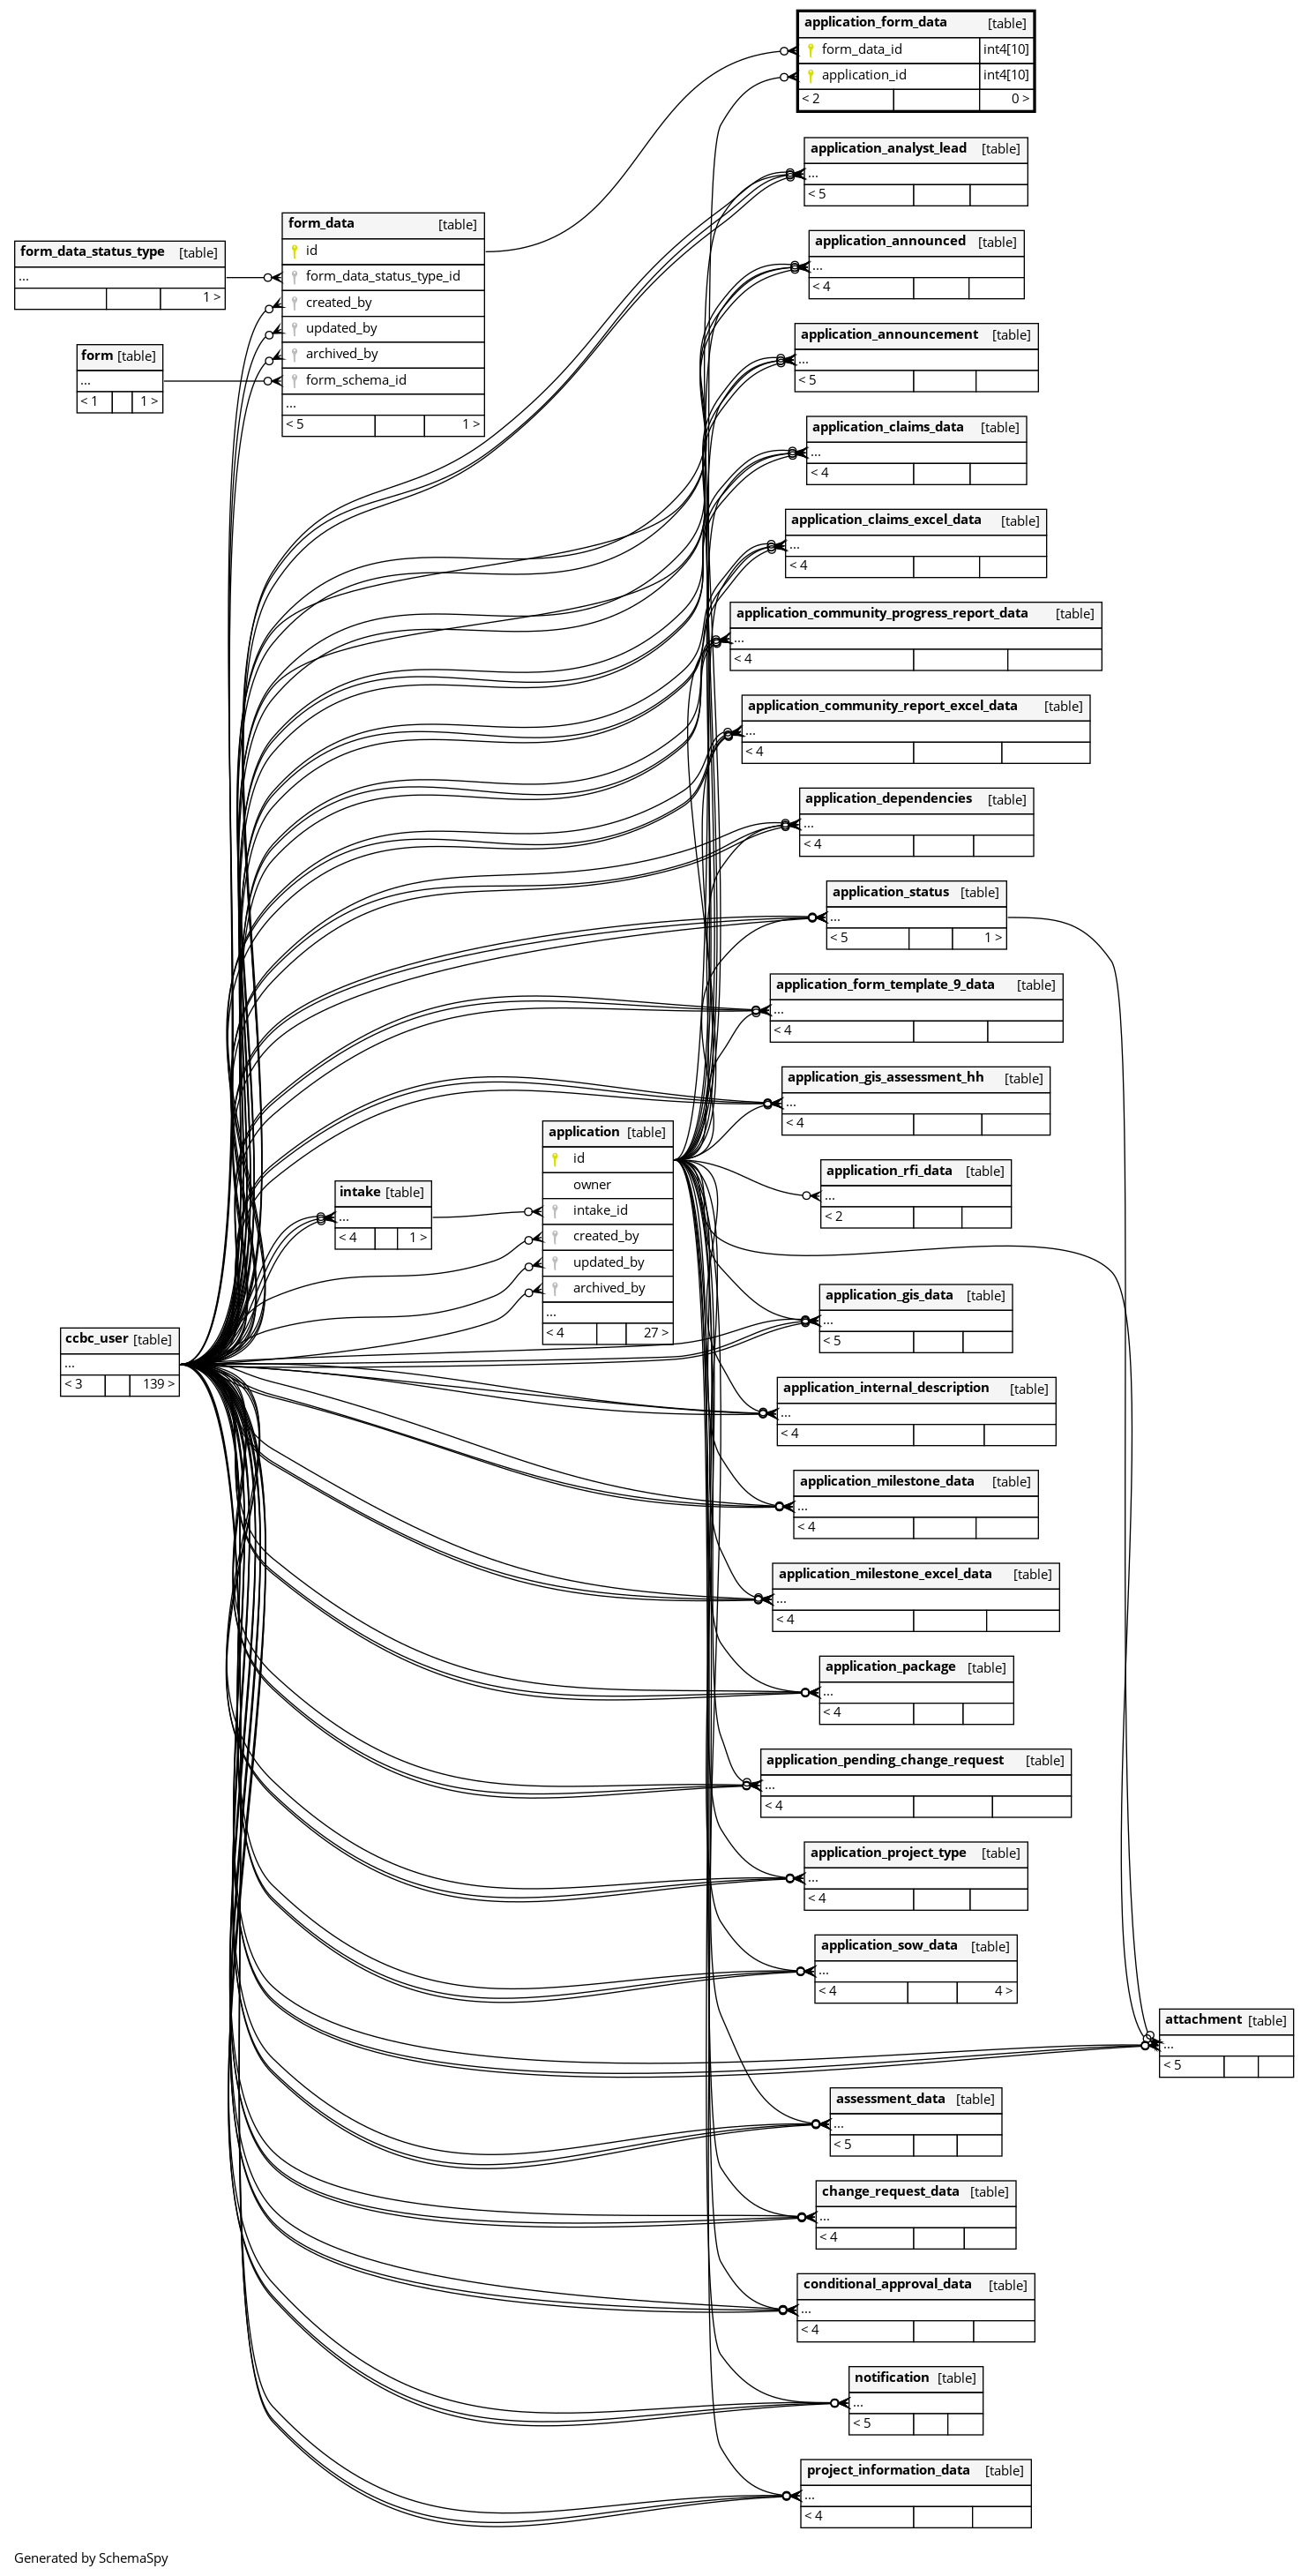 application_form_data [table]
form_data_id int4[10]
application_id int4[10]
< 2 0 >
application_analyst_lead [table]
...
< 5
form_data [table]
id
form_data_status_type_id
created_by
updated_by
archived_by
form_schema_id
...
< 5 1 >
form_data_status_type [table]
...
1 >
form [table]
...
< 1 1 >
application_announced [table]
...
< 4
application_announcement [table]
...
< 5
application_claims_data [table]
...
< 4
application_claims_excel_data [table]
...
< 4
application_community_progress_report_data [table]
...
< 4
application_community_report_excel_data [table]
...
< 4
application_dependencies [table]
...
< 4
application_status [table]
...
< 5 1 >
application_form_template_9_data [table]
...
< 4
application_gis_assessment_hh [table]
...
< 4
application [table]
id
owner
intake_id
created_by
updated_by
archived_by
...
< 4 27 >
intake [table]
...
< 4 1 >
ccbc_user [table]
...
< 3 139 >
application_rfi_data [table]
...
< 2
application_gis_data [table]
...
< 5
application_internal_description [table]
...
< 4
application_milestone_data [table]
...
< 4
application_milestone_excel_data [table]
...
< 4
application_package [table]
...
< 4
application_pending_change_request [table]
...
< 4
application_project_type [table]
...
< 4
application_sow_data [table]
...
< 4 4 >
attachment [table]
...
< 5
assessment_data [table]
...
< 5
change_request_data [table]
...
< 4
conditional_approval_data [table]
...
< 4
notification [table]
...
< 5
project_information_data [table]
...
< 4
Generated by SchemaSpy